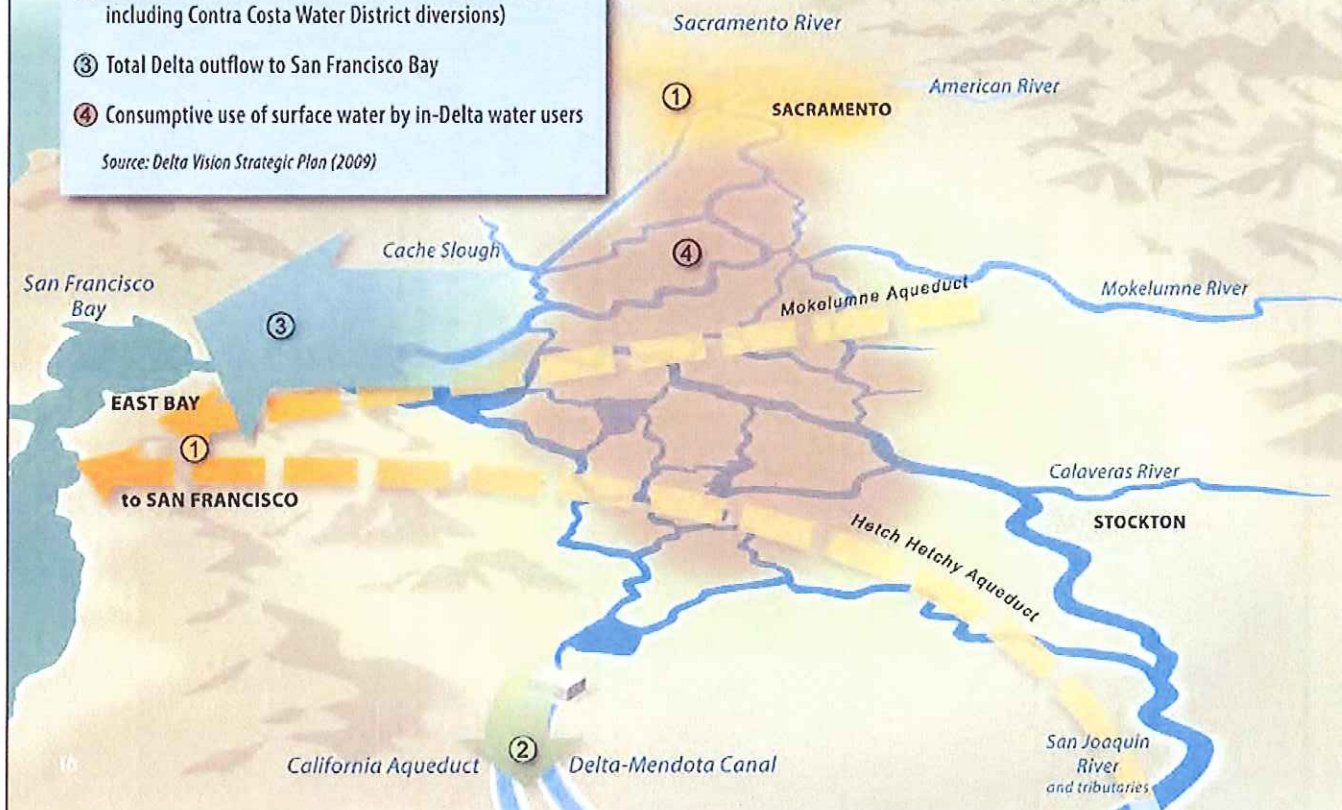 including Contra Costa Water District diversions)
③ Total Delta outflow to San Francisco Bay
④ Consumptive use of surface water by in-Delta water users
Source: Delta Vision Strategic Plan (2009)
Sacramento River
American River
①
SACRAMENTO
Cache Slough
④
San Francisco
Bay
Mokelumne Aqueduct
Mokelumne River
③
EAST BAY
①
to SAN FRANCISCO
Calaveras River
STOCKTON
Hetch Hetchy Aqueduct
San Joaquin
River
and tributaries
②
California Aqueduct
Delta-Mendota Canal
16